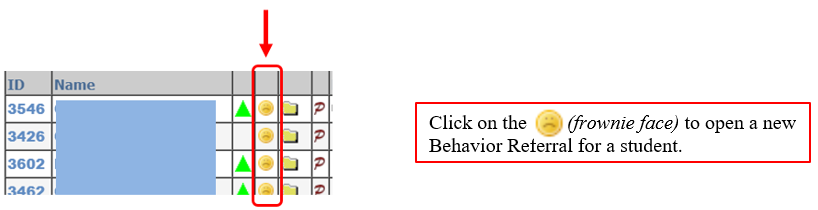 ID Name
3546
3426
3602
3462
Click on the (frownie face) to open a new
Behavior Referral for a student.